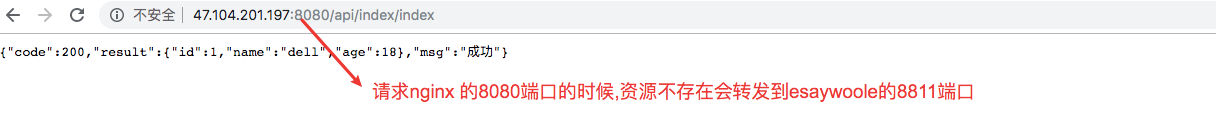 不安全 | 47.104.201.197:8080/api/index/index
{"code":200,"result":{"id":1,"name":"dell","age":18},"msg":"成功"}
请求nginx 的8080端口的时候,资源不存在会转发到esaywoole的8811端口